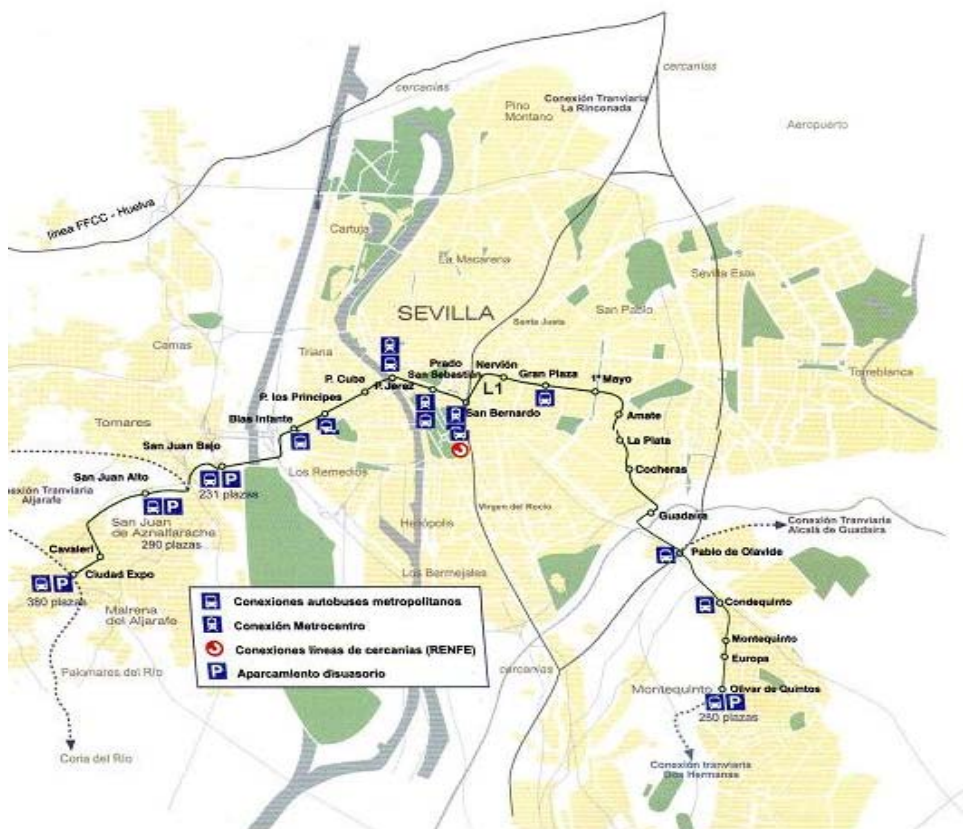 cercanías
cercanías
Conexión Tranviaria
La Rinconada
Pino
Montano
Aeropuerto
línea FFCC - Huelva
Cartuja
La Macarena
Sevilla Este
San Pablo
SEVILLA
Santa Justa
Camas
Triana
Torreblanca
Prado
San Sebastián
Nervión
Gran Plaza
1º Mayo
P. Cuba
P. Jerez
L1
P. los Principes
San Bernardo
Amate
Blas Infante
Tomares
La Plata
San Juan Bajo
Los Remedios
Cocheras
San Juan Alto
231 plazas
Conexión Tranviaria
Aljarafe
Virgen del Rocío
Guadaira
San Juan
de Aznalfarache
290 plazas
Heliópolis
Conexión Tranviaria
Alcalá de Guadaira
Cavaleri
Pablo de Olavide
Ciudad Expo
Los Bermejales
380 plazas
Mairena
del Aljarafe
Condequinto
Conexiones autobuses metropolitanos
Conexión Metrocentro
Conexiones líneas de cercanías (RENFE)
Aparcamiento disuasorio
P
Montequinto
Europa
Palomares del Río
cercanías
Montequinto
Olivar de Quintos
250 plazas
Coria del Río
Conexión tranviaria
Dos Hermanas